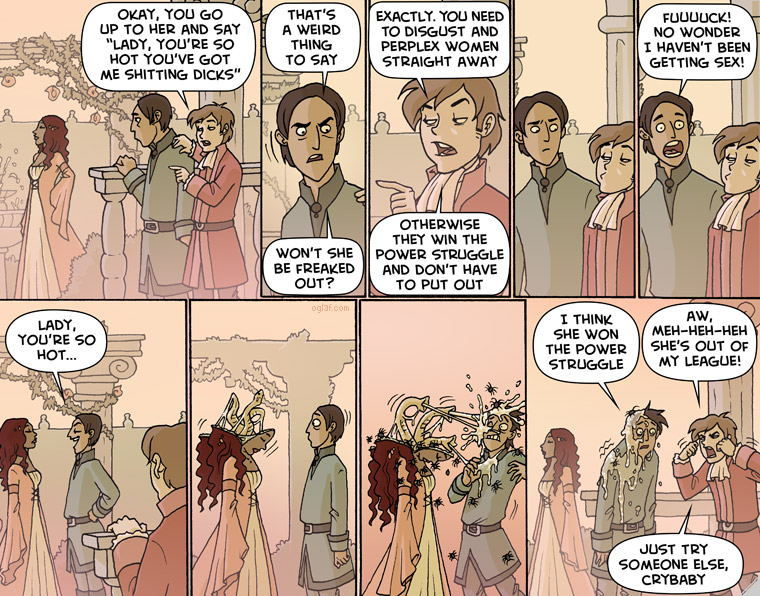 OKAY, YOU GO
UP TO HER AND SAY
"LADY, YOU'RE SO
HOT YOU'VE GOT
ME SHITTING DICKS"
THAT'S
A WEIRD
THING
TO SAY
WON'T SHE
BE FREAKED
OUT?
EXACTLY. YOU NEED
TO DISGUST AND
PERPLEX WOMEN
STRAIGHT AWAY
OTHERWISE
THEY WIN THE
POWER STRUGGLE
AND DON'T HAVE
TO PUT OUT
FUUUUCK!
NO WONDER
I HAVEN'T BEEN
GETTING SEX!
LADY,
YOU'RE SO
HOT...
oglaf.com
I THINK
SHE WON
THE POWER
STRUGGLE
AW,
MEH-HEH-HEH
SHE'S OUT OF
MY LEAGUE!
JUST TRY
SOMEONE ELSE,
CRYBABY